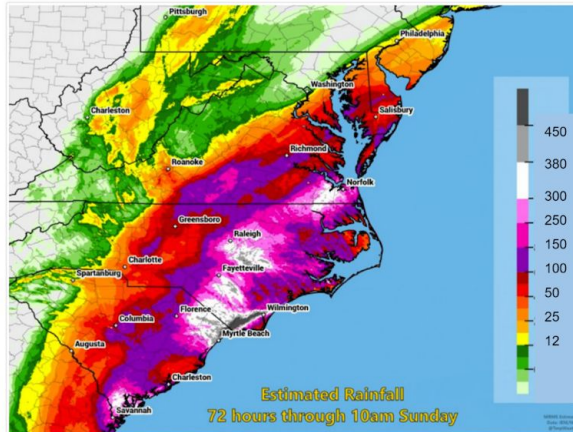 Pittsburgh
Philadelphia
Washington
Charleston
Salisbury
Richmond
Roanoke
Norfolk
Greensboro
Raleigh
Charlotte
Fayetteville
Spartanburg
Wilmington
Florence
Columbia
Myrtle Beach
Augusta
Charleston
Savannah
Estimated Rainfall
72 hours through 10am Sunday
450
380
300
250
150
100
50
25
12